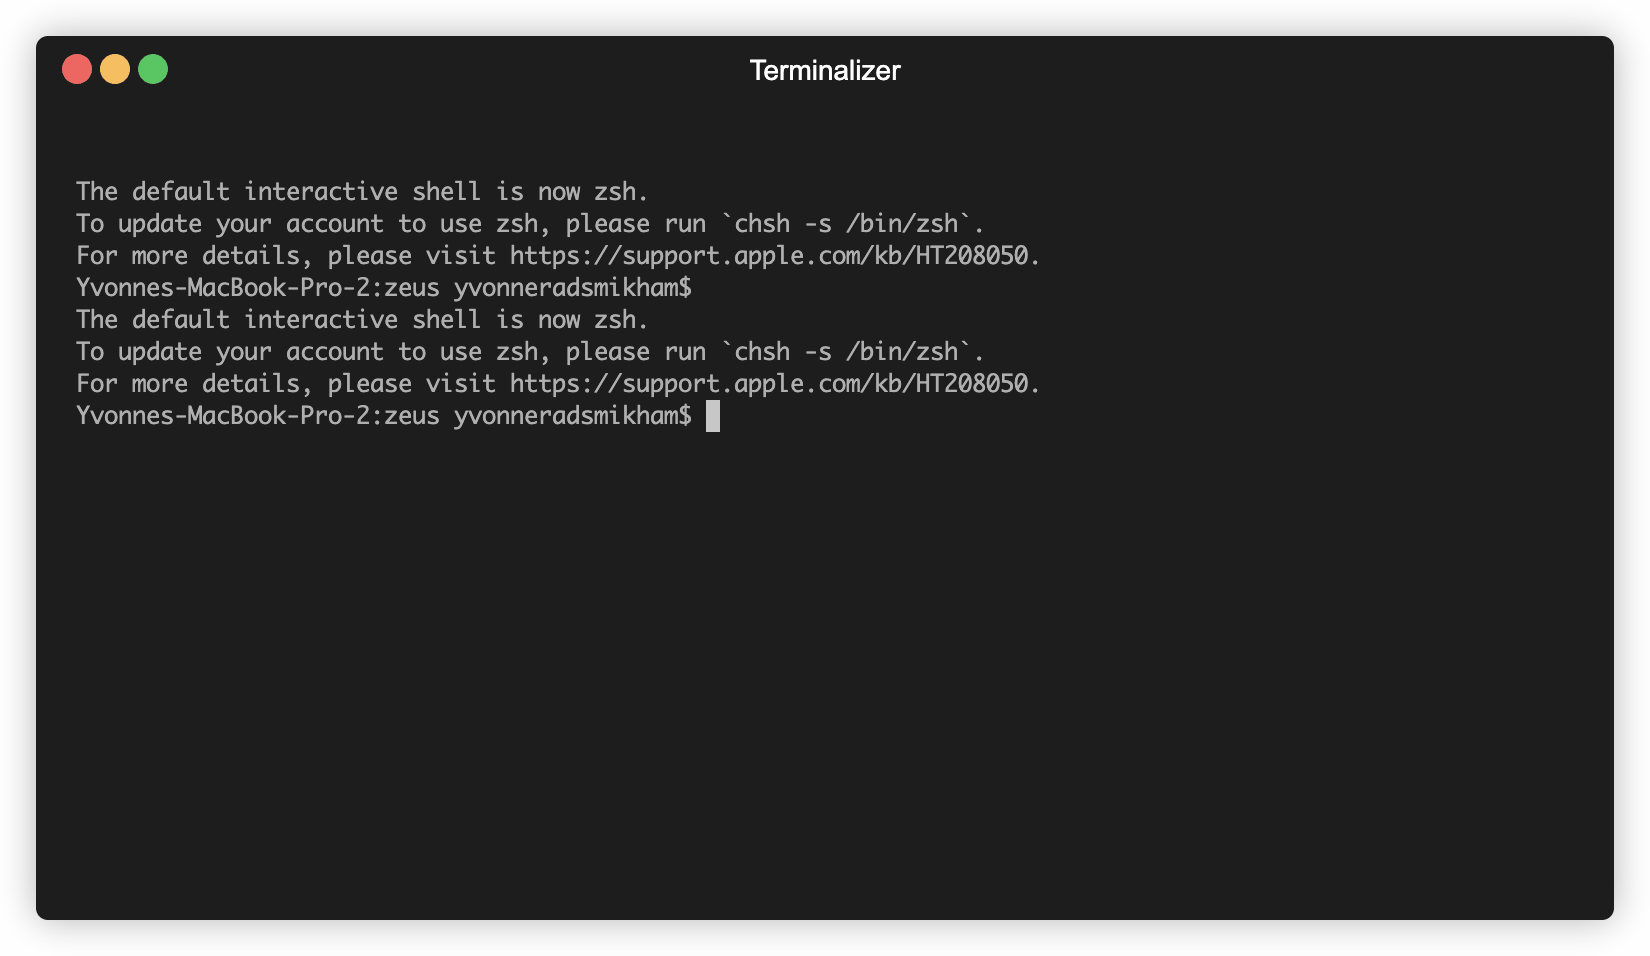 Terminalizer
The default interactive shell is now zsh.
To update your account to use zsh, please run `chsh -s /bin/zsh`.
For more details, please visit https://support.apple.com/kb/HT208050.
Yvonnes-MacBook-Pro-2:zeus yvonneradsmikham$
The default interactive shell is now zsh.
To update your account to use zsh, please run `chsh -s /bin/zsh`.
For more details, please visit https://support.apple.com/kb/HT208050.
Yvonnes-MacBook-Pro-2:zeus yvonneradsmikham$